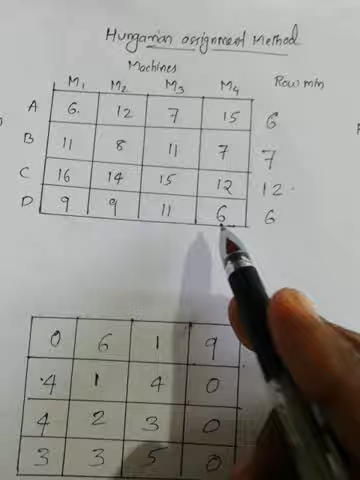 Hungarian assignment Method
Machines
M1 M2 M3 M4 Row min
A 6 12 7 15 6
B 11 8 11 7 7
C 16 14 15 12 12
D 9 9 11 6 6
0 6 1 9
4 1 4 0
4 2 3 0
3 3 5 0